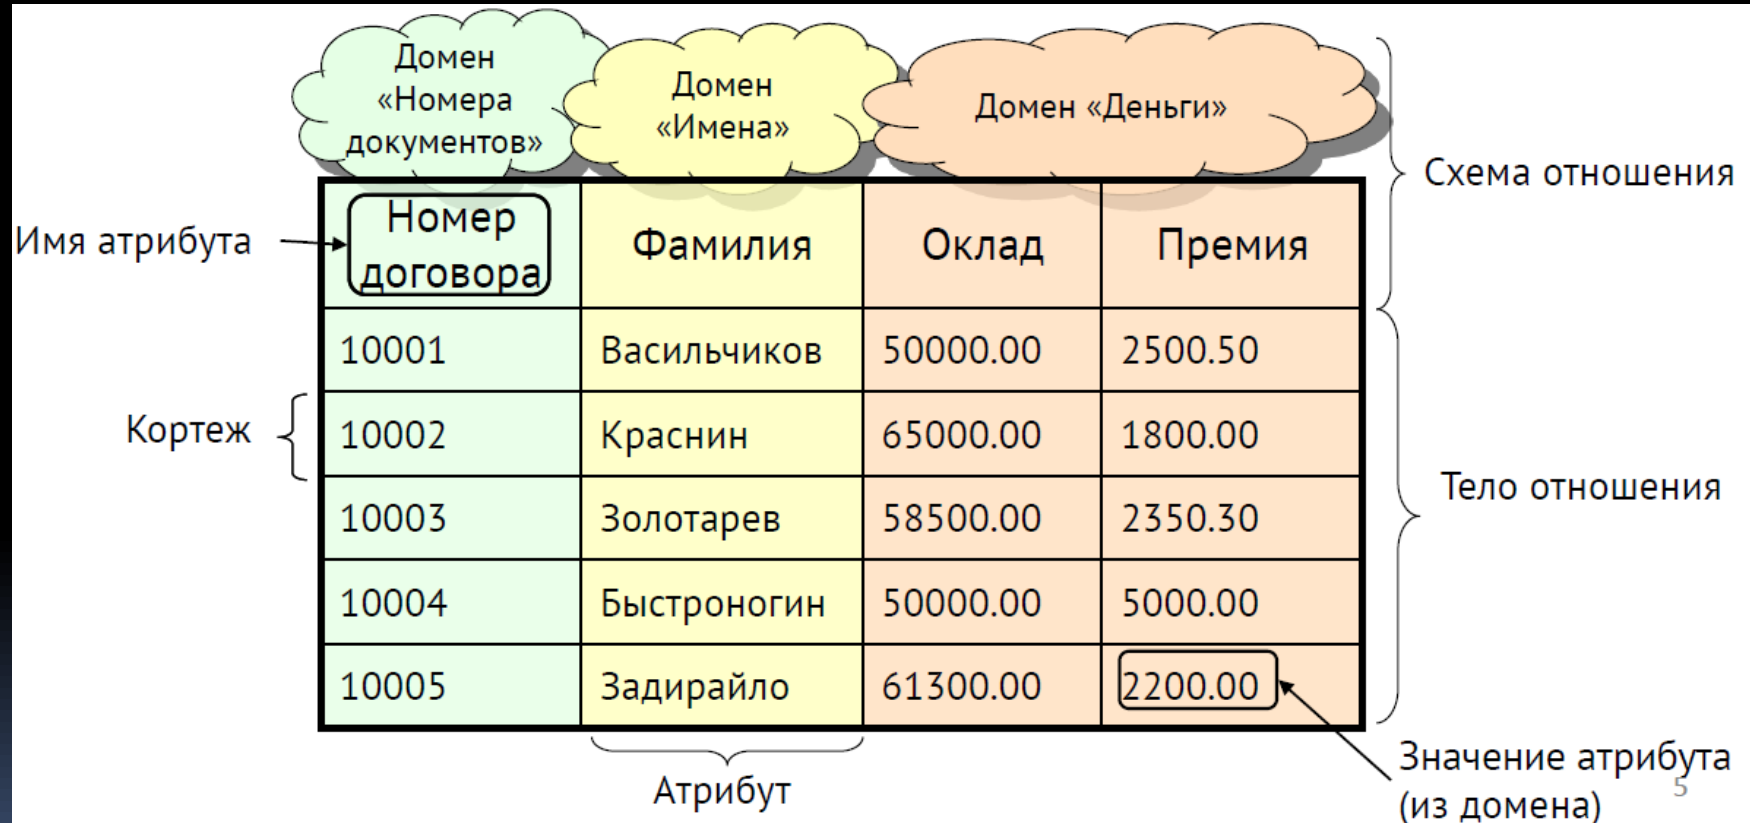 Домен
«Номера
документов»
Домен
«Имена»
Домен «Деньги»
Схема отношения
Имя атрибута
Номер
договора
Фамилия
Оклад
Премия
10001
Васильчиков
50000.00
2500.50
Кортеж
10002
Краснин
65000.00
1800.00
Тело отношения
10003
Золотарев
58500.00
2350.30
10004
Быстроногин
50000.00
5000.00
10005
Задирайло
61300.00
2200.00
Атрибут
Значение атрибута
(из домена)
5